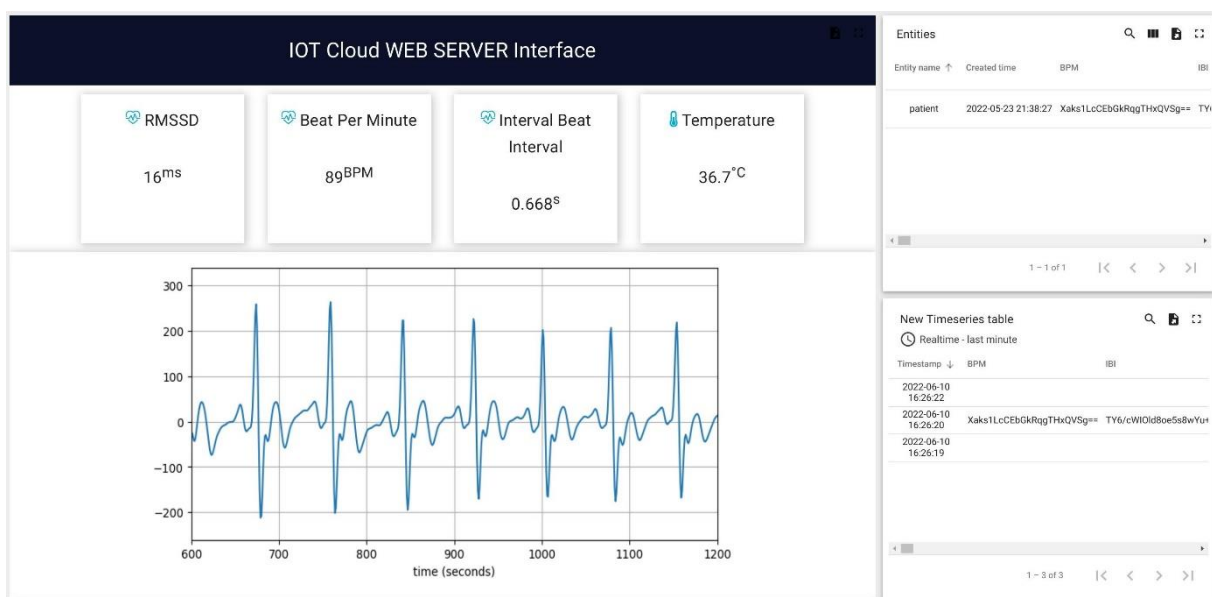 IOT Cloud WEB SERVER Interface
RMSSD
16ms
Beat Per Minute
89BPM
Interval Beat
Interval
0.668s
Temperature
36.7°C
300
200
100
0
−100
−200
600 700 800 900 1000 1100 1200
time (seconds)
Entities
Entity name Created time BPM IBI
patient 2022-05-23 21:38:27 Xaks1LcCEbGkRqgTHxQVSg==
1 – 1 of 1
New Timeseries table
Realtime - last minute
Timestamp BPM IBI
2022-06-10
16:26:22
2022-06-10
16:26:20
Xaks1LcCEbGkRqgTHxQVSg==
2022-06-10
16:26:19
1 – 3 of 3